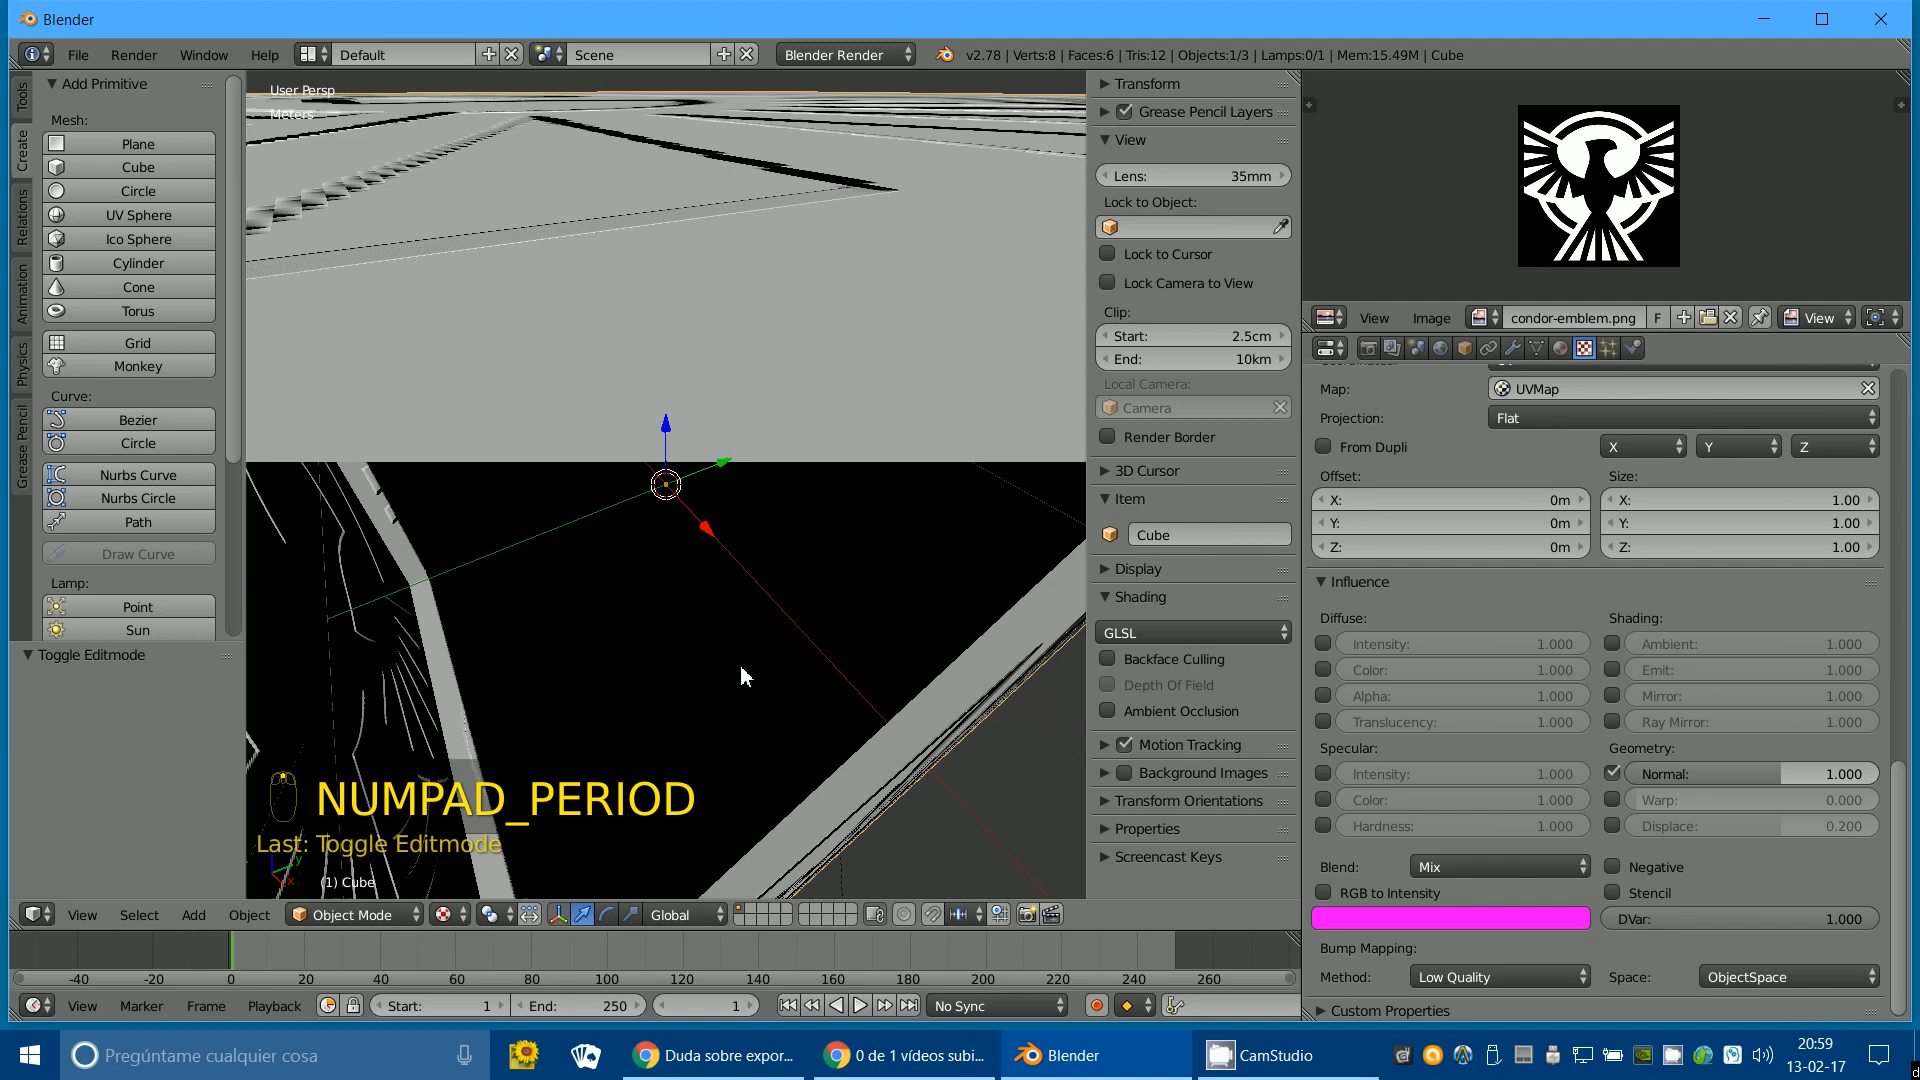 Blender
File Render Window Help Default Scene Blender Render v2.78 | Verts:8 | Faces:6 | Tris:12 | Objects:1/3 | Lamps:0/1 | Mem:15.49M | Cube
Tools
Create
Relations
Animation
Physics
Grease Pencil
Add Primitive
Mesh:
Plane
Cube
Circle
UV Sphere
Ico Sphere
Cylinder
Cone
Torus
Grid
Monkey
Curve:
Bezier
Circle
Nurbs Curve
Nurbs Circle
Path
Draw Curve
Lamp:
Point
Sun
Toggle Editmode
User Persp
Meters
NUMPAD_PERIOD
Last: Toggle Editmode
(1) Cube
y
x
Transform
Grease Pencil Layers
View
Lens: 35mm
Lock to Object:
Lock to Cursor
Lock Camera to View
Clip:
Start: 2.5cm
End: 10km
Local Camera:
Camera
Render Border
3D Cursor
Item
Cube
Display
Shading
GLSL
Backface Culling
Depth Of Field
Ambient Occlusion
Motion Tracking
Background Images
Transform Orientations
Properties
Screencast Keys
View Image condor-emblem.png F View
Map: UVMap
Projection: Flat
From Dupli X Y Z
Offset: Size:
X: 0m X: 1.00
Y: 0m Y: 1.00
Z: 0m Z: 1.00
Influence
Diffuse: Shading:
Intensity: 1.000 Ambient: 1.000
Color: 1.000 Emit: 1.000
Alpha: 1.000 Mirror: 1.000
Translucency: 1.000 Ray Mirror: 1.000
Specular: Geometry:
Intensity: 1.000 Normal: 1.000
Color: 1.000 Warp: 0.000
Hardness: 1.000 Displace: 0.200
Blend: Mix Negative
RGB to Intensity Stencil
DVar: 1.000
Bump Mapping:
Method: Low Quality Space: ObjectSpace
Custom Properties
View Select Add Object Object Mode Global
-40 -20 0 20 40 60 80 100 120 140 160 180 200 220 240 260
View Marker Frame Playback Start: 1 End: 250 1 No Sync
Pregúntame cualquier cosa Duda sobre expor... 0 de 1 vídeos subi... Blender CamStudio
20:59
13-02-17